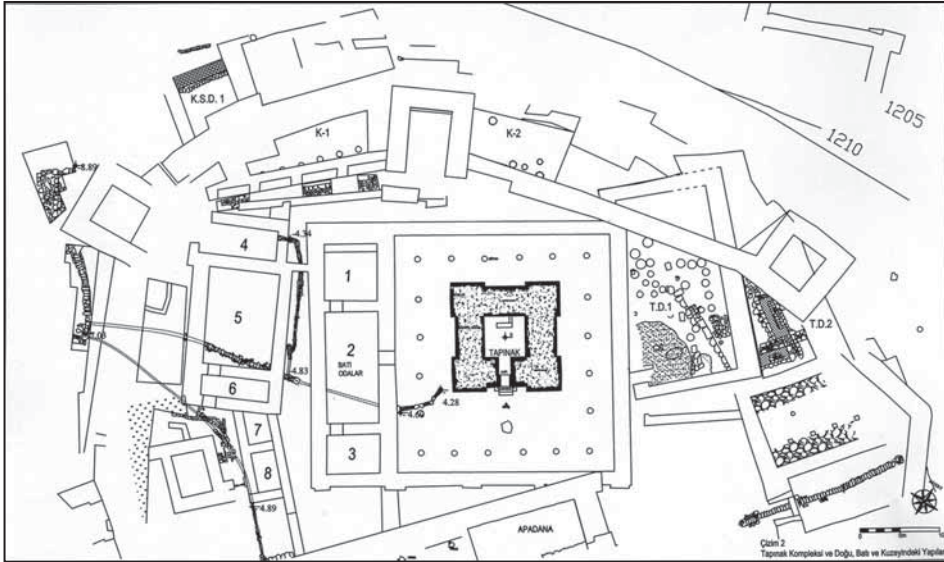 K.S.D. 1
K-1
K-2
1205
1210
4.89
4
4.34
1
T.D.1
T.D.2
5
2
BATI
ODALAR
TAPINAK
6
4.83
4.28
7
3
8
4.89
APADANA
Çizim 2
Tapınak Kompleksi ve Doğu, Batı ve Kuzeyindeki Yapılar